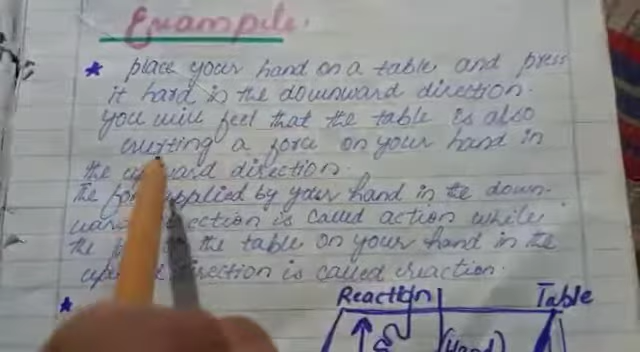 Example.
* place your hand on a table and press
it hard in the downward direction.
you will feel that the table is also
exerting a force on your hand in
the direction.
The applied by your hand in the down-
direction is called action while
the the table on your hand in the
direction is called reaction.
*
Reaction Table
(Hand)